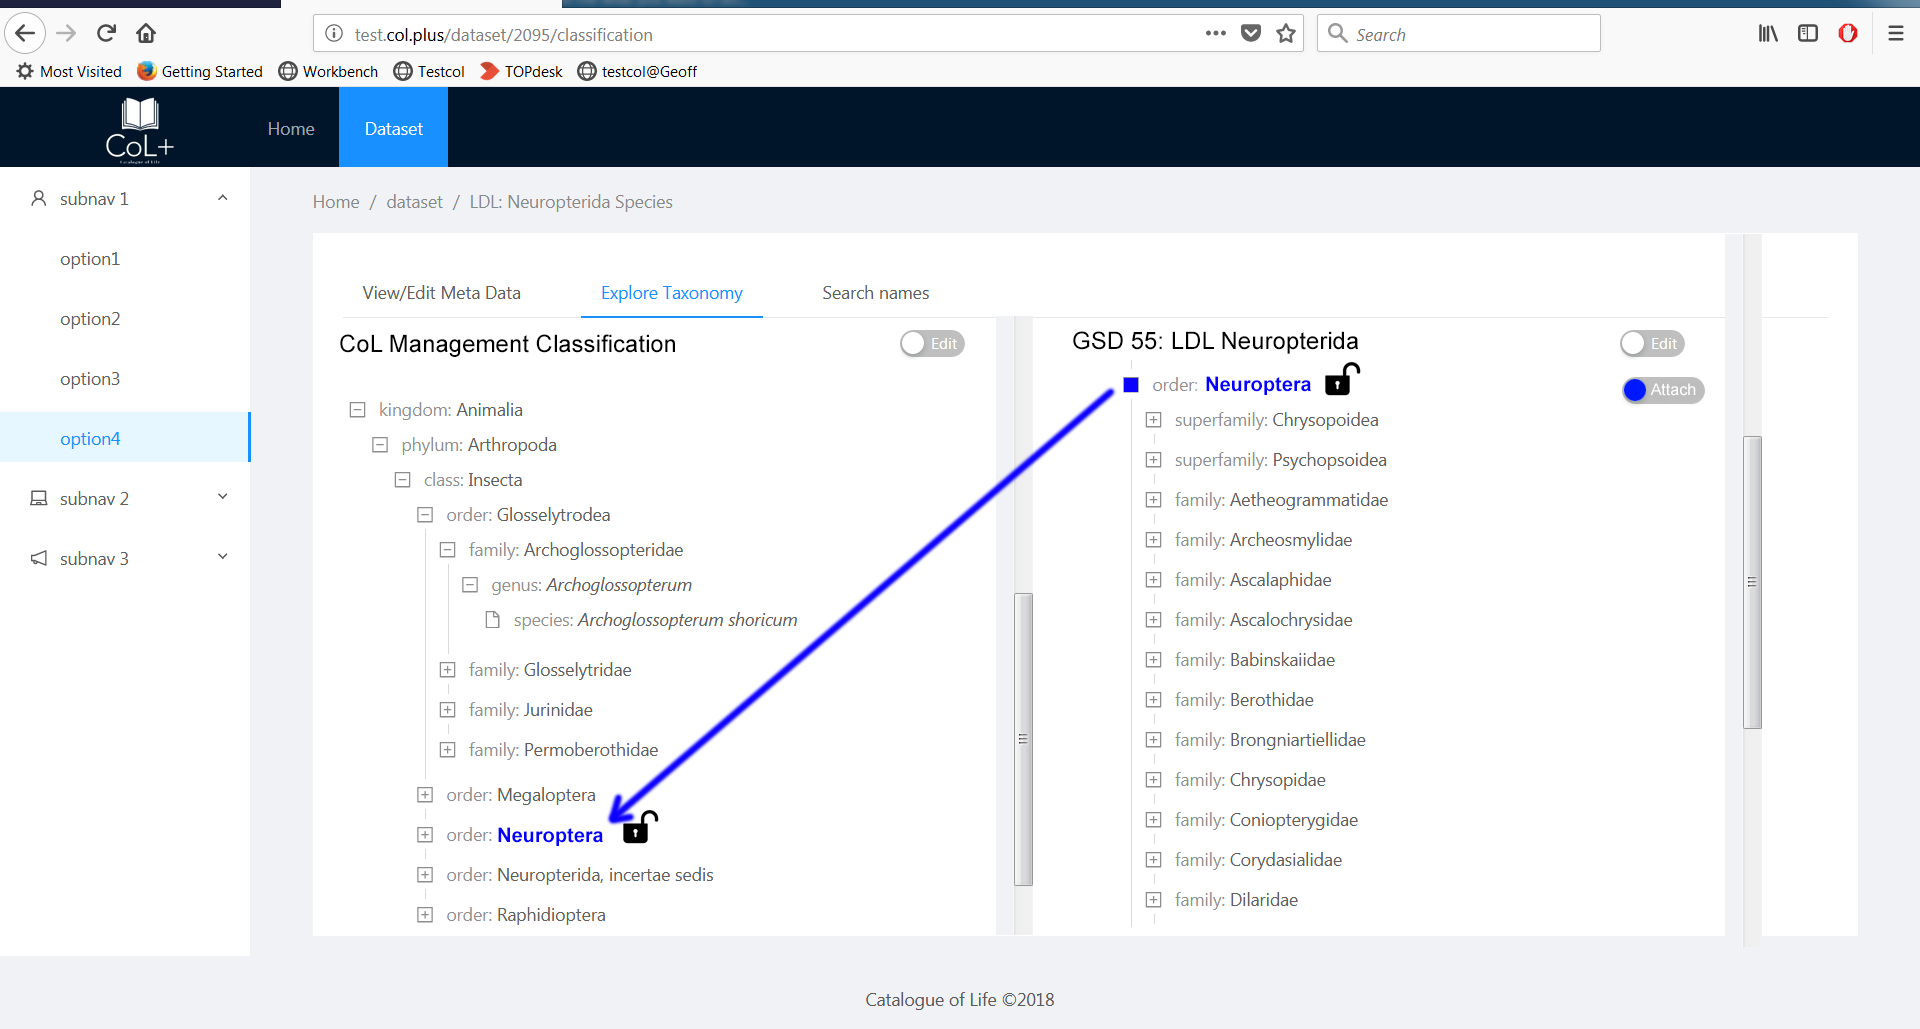 test.col.plus/dataset/2095/classification
Search
Most Visited
Getting Started
Workbench
Testcol
TOPdesk
testcol@Geoff
CoL+
Home
Dataset
subnav 1
option1
option2
option3
option4
subnav 2
subnav 3
Home / dataset / LDL: Neuropterida Species
View/Edit Meta Data
Explore Taxonomy
Search names
CoL Management Classification
Edit
kingdom: Animalia
phylum: Arthropoda
class: Insecta
order: Glosselytrodea
family: Archoglossopteridae
genus: Archoglossopterum
species: Archoglossopterum shoricum
family: Glosselytridae
family: Jurinidae
family: Permoberothidae
order: Megaloptera
order: Neuroptera
order: Neuropterida, incertae sedis
order: Raphidioptera
GSD 55: LDL Neuropterida
Edit
order: Neuroptera
Attach
superfamily: Chrysopoidea
superfamily: Psychopsoidea
family: Aetheogrammatidae
family: Archeosmylidae
family: Ascalaphidae
family: Ascalochrysidae
family: Babinskaiidae
family: Berothidae
family: Brongniartiellidae
family: Chrysopidae
family: Coniopterygidae
family: Corydasialidae
family: Dilaridae
Catalogue of Life ©2018